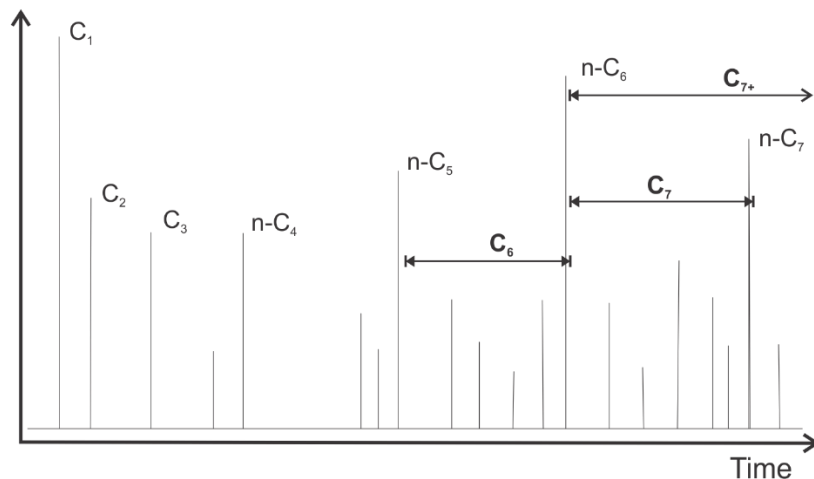 C₁
n-C₆
C₇₊
n-C₇
n-C₅
C₂
C₇
C₃
n-C₄
C₆
Time